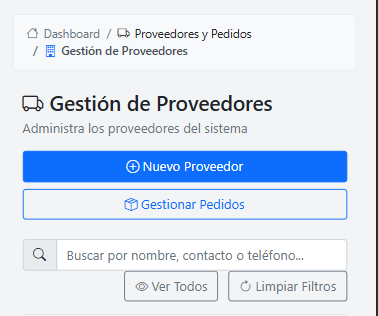 Dashboard / Proveedores y Pedidos
/ Gestión de Proveedores
Gestión de Proveedores
Administra los proveedores del sistema
Nuevo Proveedor
Gestionar Pedidos
Buscar por nombre, contacto o teléfono...
Ver Todos Limpiar Filtros